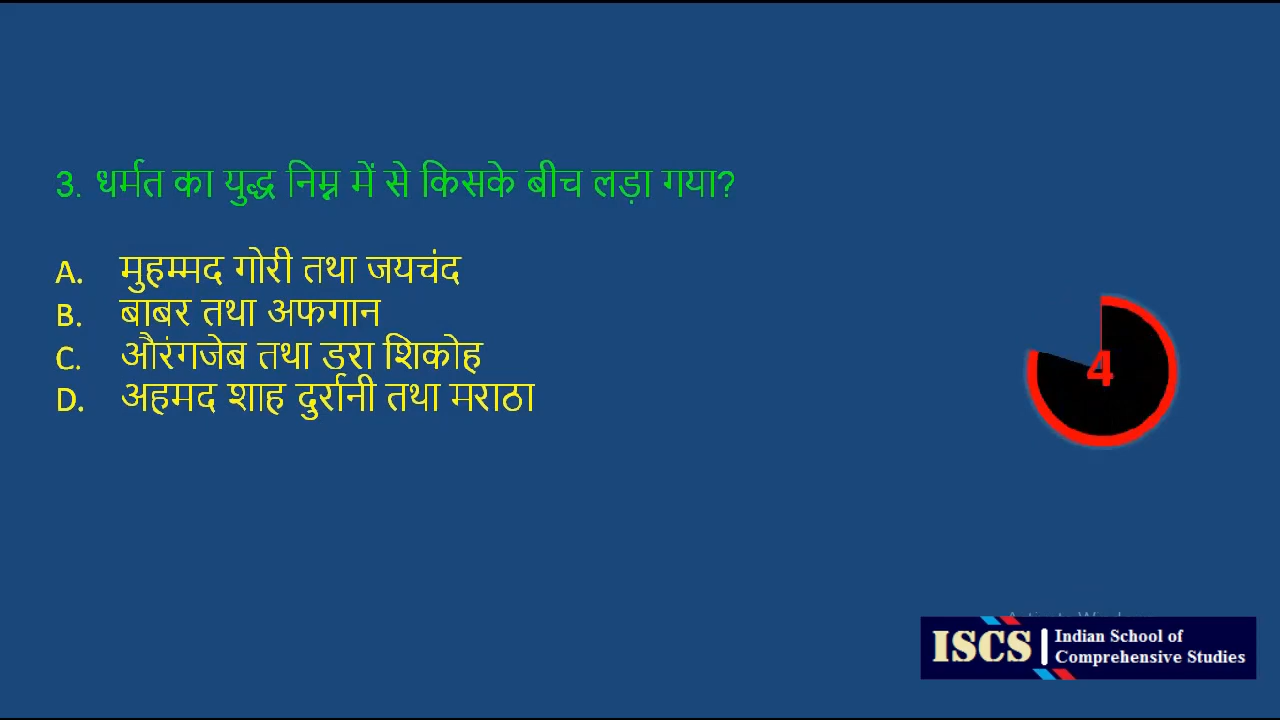 3. धर्मत का युद्ध निम्न में से किसके बीच लड़ा गया?
A. मुहम्मद गोरी तथा जयचंद
B. बाबर तथा अफगान
C. औरंगजेब तथा डरा शिकोह
D. अहमद शाह दुर्रानी तथा मराठा
4
ISCS
Indian School of
Comprehensive Studies